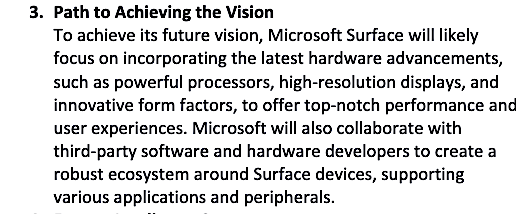 3. Path to Achieving the Vision
To achieve its future vision, Microsoft Surface will likely
focus on incorporating the latest hardware advancements,
such as powerful processors, high-resolution displays, and
innovative form factors, to offer top-notch performance and
user experiences. Microsoft will also collaborate with
third-party software and hardware developers to create a
robust ecosystem around Surface devices, supporting
various applications and peripherals.